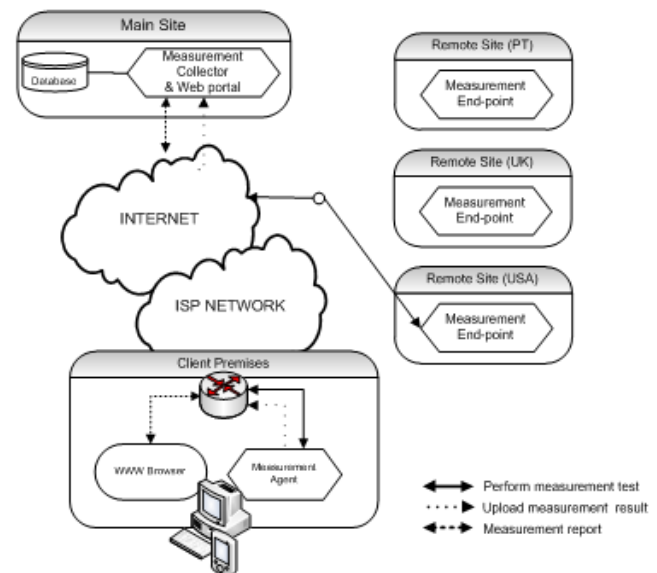 Main Site
Database
Measurement
Collector
& Web portal
Remote Site (PT)
Measurement
End-point
Remote Site (UK)
Measurement
End-point
Remote Site (USA)
Measurement
End-point
INTERNET
ISP NETWORK
Client Premises
WWW Browser
Measurement
Agent
Perform measurement test
Upload measurement result
Measurement report